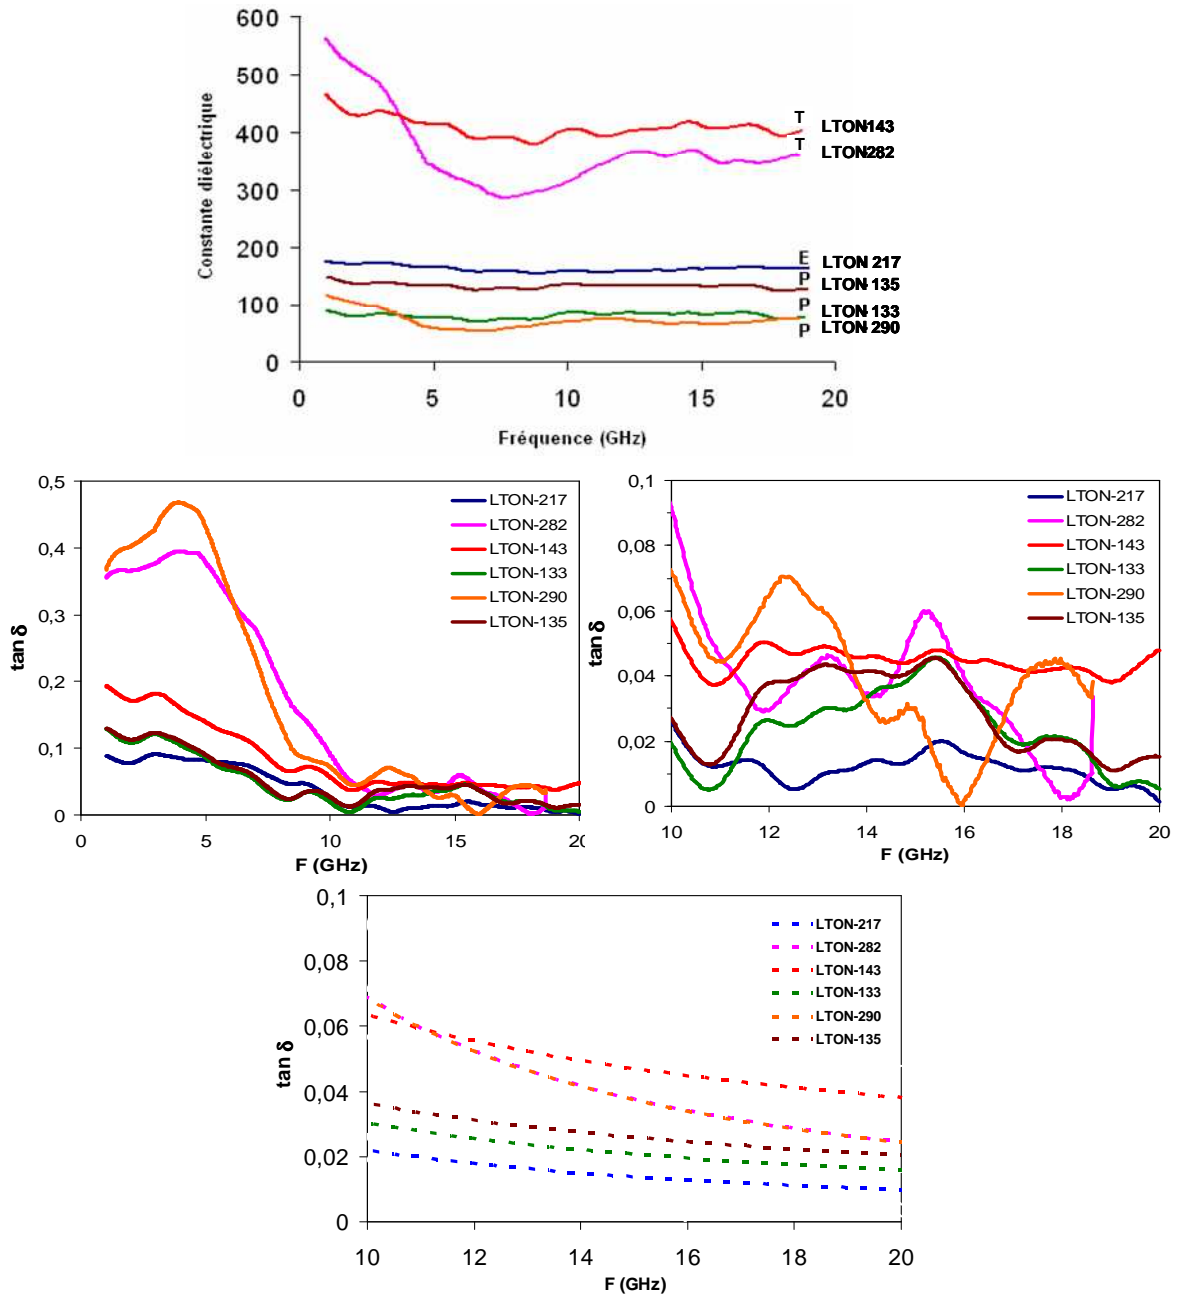 600
500
400
300
200
100
0
Constante diélectrique
T
LTON143
T
LTON282
E
LTON 217
P
LTON-135
P
LTON-133
LTON-290
P
0 5 10 15 20
Fréquence (GHz)
0,5
0,4
0,3
0,2
0,1
0
tan δ
LTON-217
LTON-282
LTON-143
LTON-133
LTON-290
LTON-135
0 5 10 15 20
F (GHz)
0,1
0,08
0,06
0,04
0,02
0
tan δ
LTON-217
LTON-282
LTON-143
LTON-133
LTON-290
LTON-135
10 12 14 16 18 20
F (GHz)
0,1
0,08
0,06
0,04
0,02
0
tan δ
LTON-217
LTON-282
LTON-143
LTON-133
LTON-290
LTON-135
10 12 14 16 18 20
F (GHz)